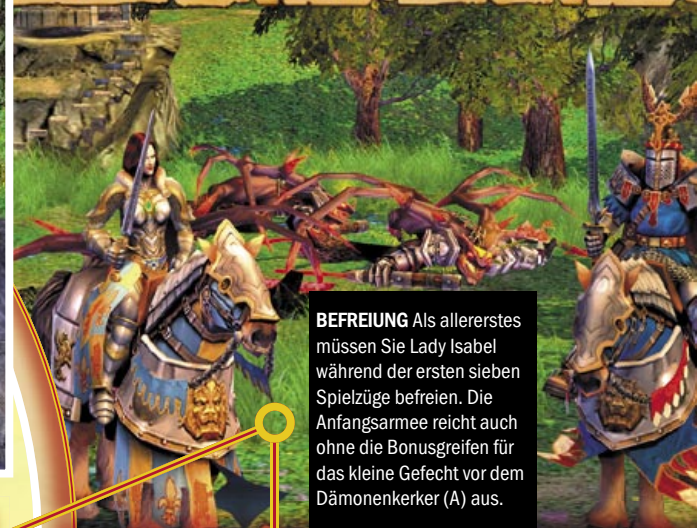 BEFREIUNG Als allererstes
müssen Sie Lady Isabel
während der ersten sieben
Spielzüge befreien. Die
Anfangsarmee reicht auch
ohne die Bonusgreifen für
das kleine Gefecht vor dem
Dämonenkerker (A) aus.